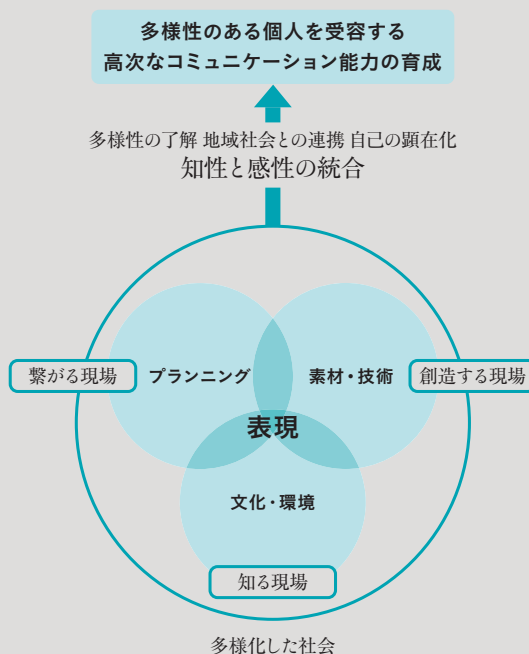 多様性のある個人を受容する
高次なコミュニケーション能力の育成
多様性の了解 地域社会との連携 自己の顕在化
知性と感性の統合
繋がる現場
プランニング
素材・技術
創造する現場
表現
文化・環境
知る現場
多様化した社会